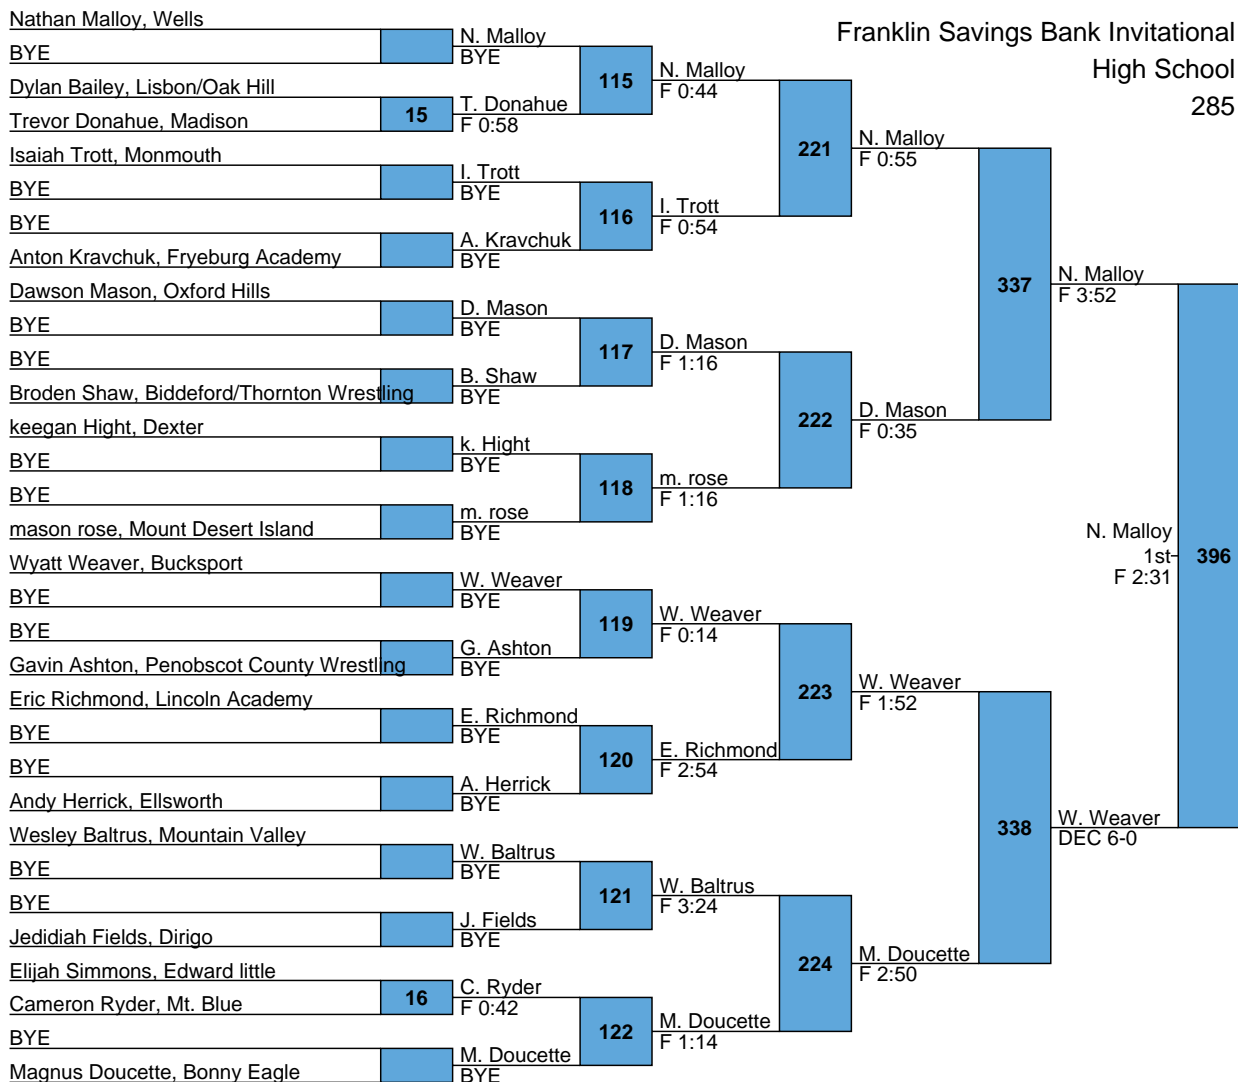 Franklin Savings Bank Invitational
High School
285
Nathan Malloy, Wells
BYE
Dylan Bailey, Lisbon/Oak Hill
Trevor Donahue, Madison
Isaiah Trott, Monmouth
BYE
BYE
Anton Kravchuk, Fryeburg Academy
Dawson Mason, Oxford Hills
BYE
BYE
Broden Shaw, Biddeford/Thornton Wrestling
keegan Hight, Dexter
BYE
BYE
mason rose, Mount Desert Island
Wyatt Weaver, Bucksport
BYE
BYE
Gavin Ashton, Penobscot County Wrestling
Eric Richmond, Lincoln Academy
BYE
BYE
Andy Herrick, Ellsworth
Wesley Baltrus, Mountain Valley
BYE
BYE
Jedidiah Fields, Dirigo
Elijah Simmons, Edward little
Cameron Ryder, Mt. Blue
BYE
Magnus Doucette, Bonny Eagle
15
16
N. Malloy
BYE
T. Donahue
F 0:58
I. Trott
BYE
A. Kravchuk
BYE
D. Mason
BYE
B. Shaw
BYE
k. Hight
BYE
m. rose
BYE
W. Weaver
BYE
G. Ashton
BYE
E. Richmond
BYE
A. Herrick
BYE
W. Baltrus
BYE
J. Fields
BYE
C. Ryder
F 0:42
M. Doucette
BYE
115
116
117
118
119
120
121
122
N. Malloy
F 0:44
I. Trott
F 0:54
D. Mason
F 1:16
m. rose
F 1:16
W. Weaver
F 0:14
E. Richmond
F 2:54
W. Baltrus
F 3:24
M. Doucette
F 1:14
221
222
223
224
N. Malloy
F 0:55
D. Mason
F 0:35
W. Weaver
F 1:52
M. Doucette
F 2:50
337
338
N. Malloy
F 3:52
W. Weaver
DEC 6-0
396
N. Malloy
1st
F 2:31